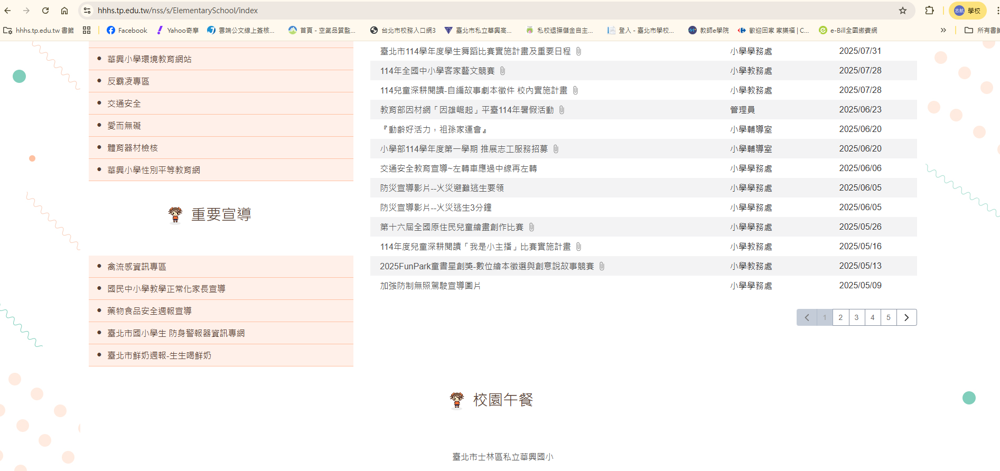 hhhs.tp.edu.tw/nss/s/ElementarySchool/index
志航 學校
hhhs.tp.edu.tw 書籤
Facebook
Yahoo奇摩
雲端公文線上簽核...
首頁 - 空氣品質監...
台北市校務入口網3
臺北市私立華興高...
私校退撫儲金自主...
登入 - 臺北市學校...
教師e學院
歡迎回家 家樂福 | C...
e-Bill全國繳費網
所有書籤
華興小學環境教育網站
反霸凌專區
交通安全
愛而無礙
體育器材檢核
華興小學性別平等教育網
重要宣導
禽流感資訊專區
國民中小學教學正常化家長宣導
藥物食品安全週報宣導
臺北市國小學生 防身警報器資訊專網
臺北市鮮奶週報-生生喝鮮奶
臺北市114學年度學生舞蹈比賽實施計畫及重要日程 小學學務處 2025/07/31
114年全國中小學客家藝文競賽 小學教務處 2025/07/28
114兒童深耕閱讀-自編故事劇本徵件 校內實施計畫 小學教務處 2025/07/28
教育部因材網「因雄崛起」平臺114年暑假活動 管理員 2025/06/23
『動齡好活力，祖孫家運會』 小學輔導室 2025/06/20
小學部114學年度第一學期 推展志工服務招募 小學輔導室 2025/06/20
交通安全教育宣導~左轉車應過中線再左轉 小學學務處 2025/06/06
防災宣導影片--火災避難逃生要領 小學學務處 2025/06/05
防災宣導影片--火災逃生3分鐘 小學學務處 2025/06/05
第十六屆全國原住民兒童繪畫創作比賽 小學學務處 2025/05/26
114年度兒童深耕閱讀「我是小主播」比賽實施計畫 小學教務處 2025/05/16
2025FunPark童書星創獎-數位繪本徵選與創意說故事競賽 小學教務處 2025/05/13
加強防制無照駕駛宣導圖片 小學學務處 2025/05/09
1 2 3 4 5
校園午餐
臺北市士林區私立華興國小